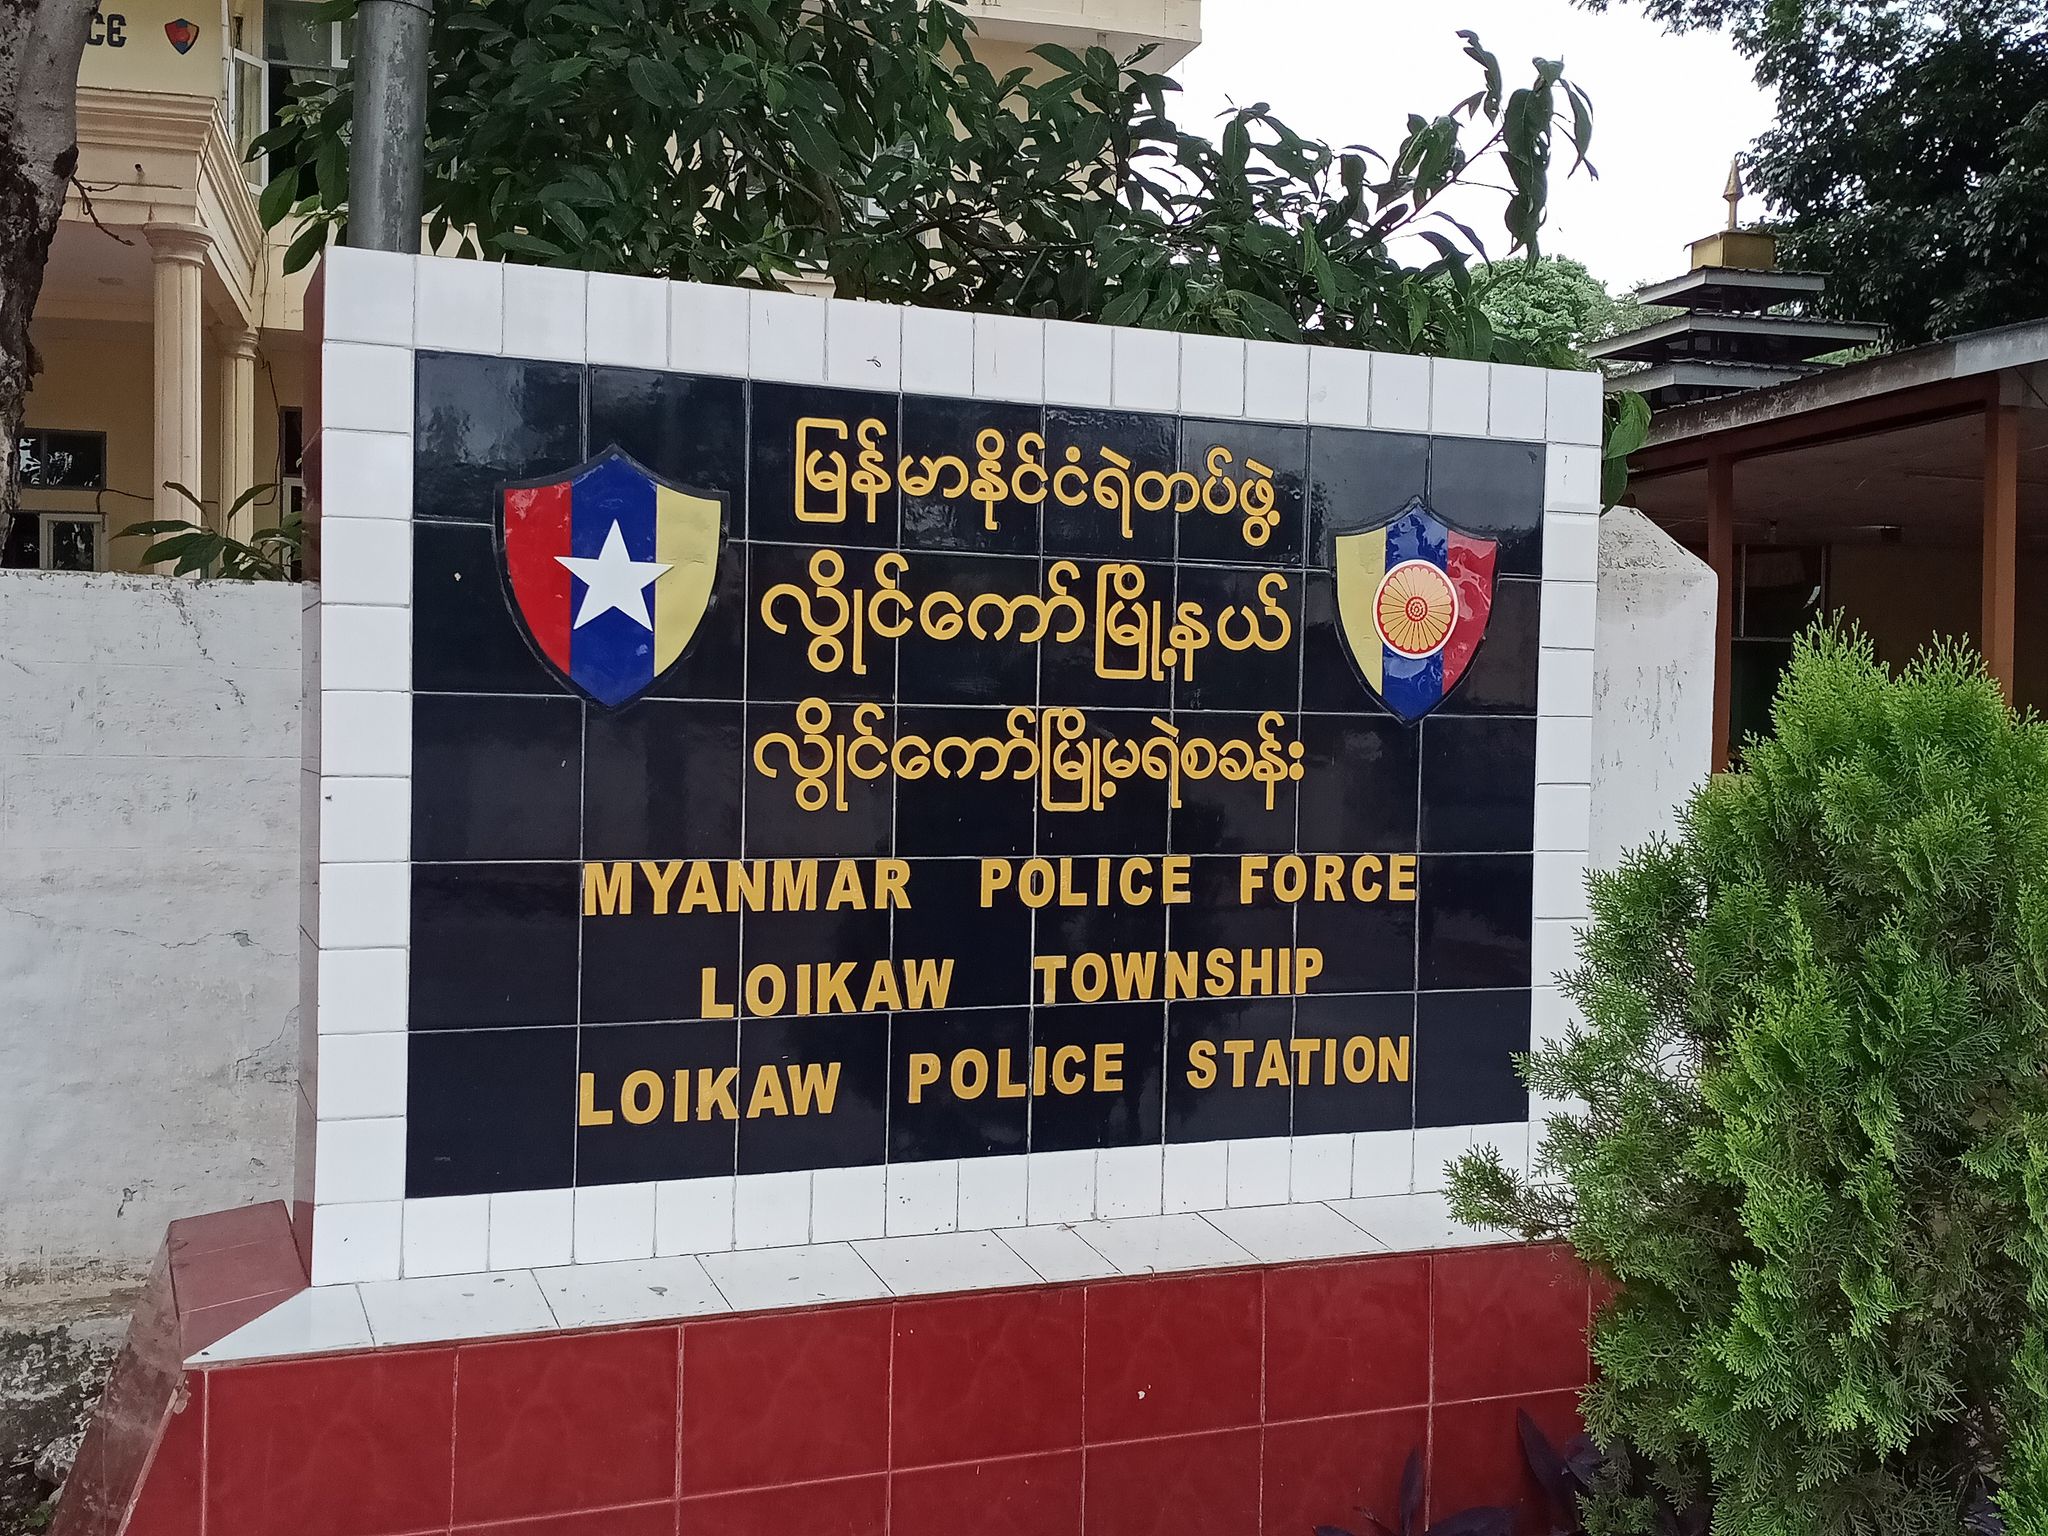 CE
မြန်မာနိုင်ငံရဲတပ်ဖွဲ့
လွိုင်ကော်မြို့နယ်
လွိုင်ကော်မြို့မရဲစခန်း
MYANMAR POLICE FORCE
LOIKAW TOWNSHIP
LOIKAW POLICE STATION